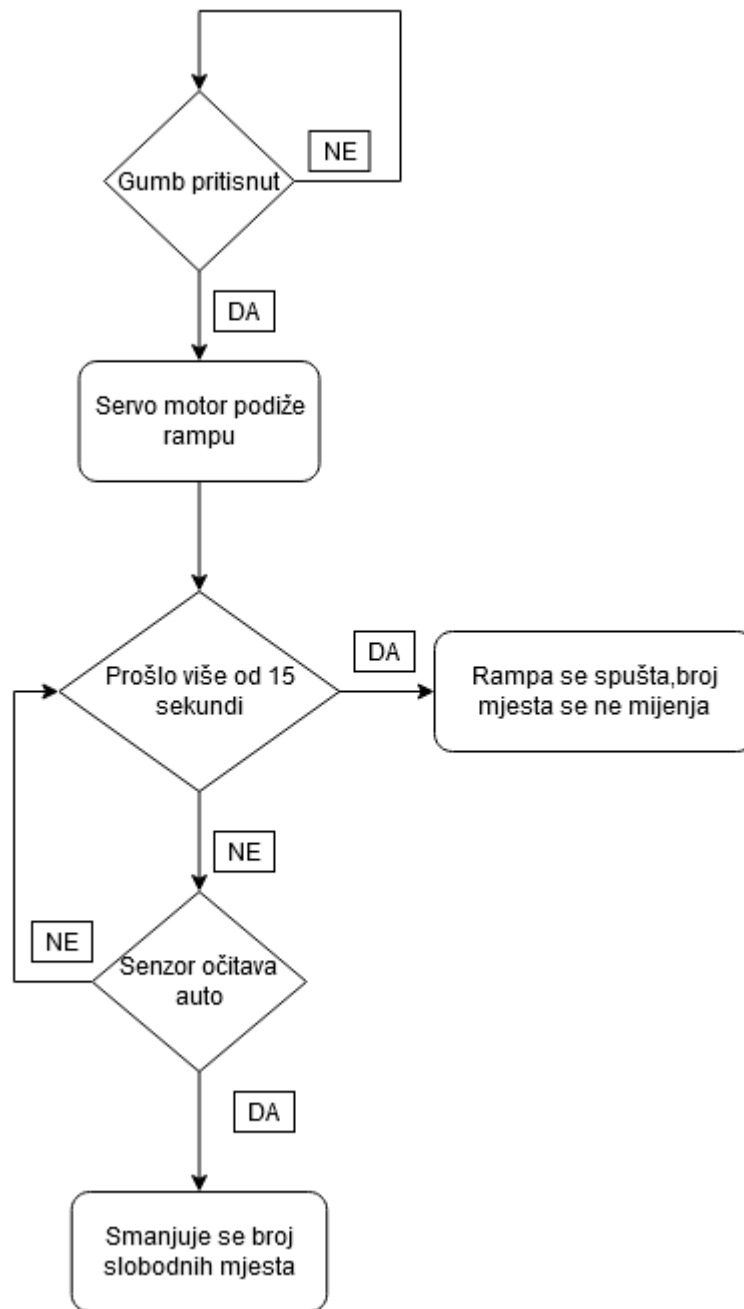 NE
Gumb pritisnut
DA
Servo motor podiže
rampu
DA
Prošlo više od 15
sekundi
Rampa se spušta,broj
mjesta se ne mijenja
NE
NE
Senzor očitava
auto
DA
Smanjuje se broj
slobodnih mjesta